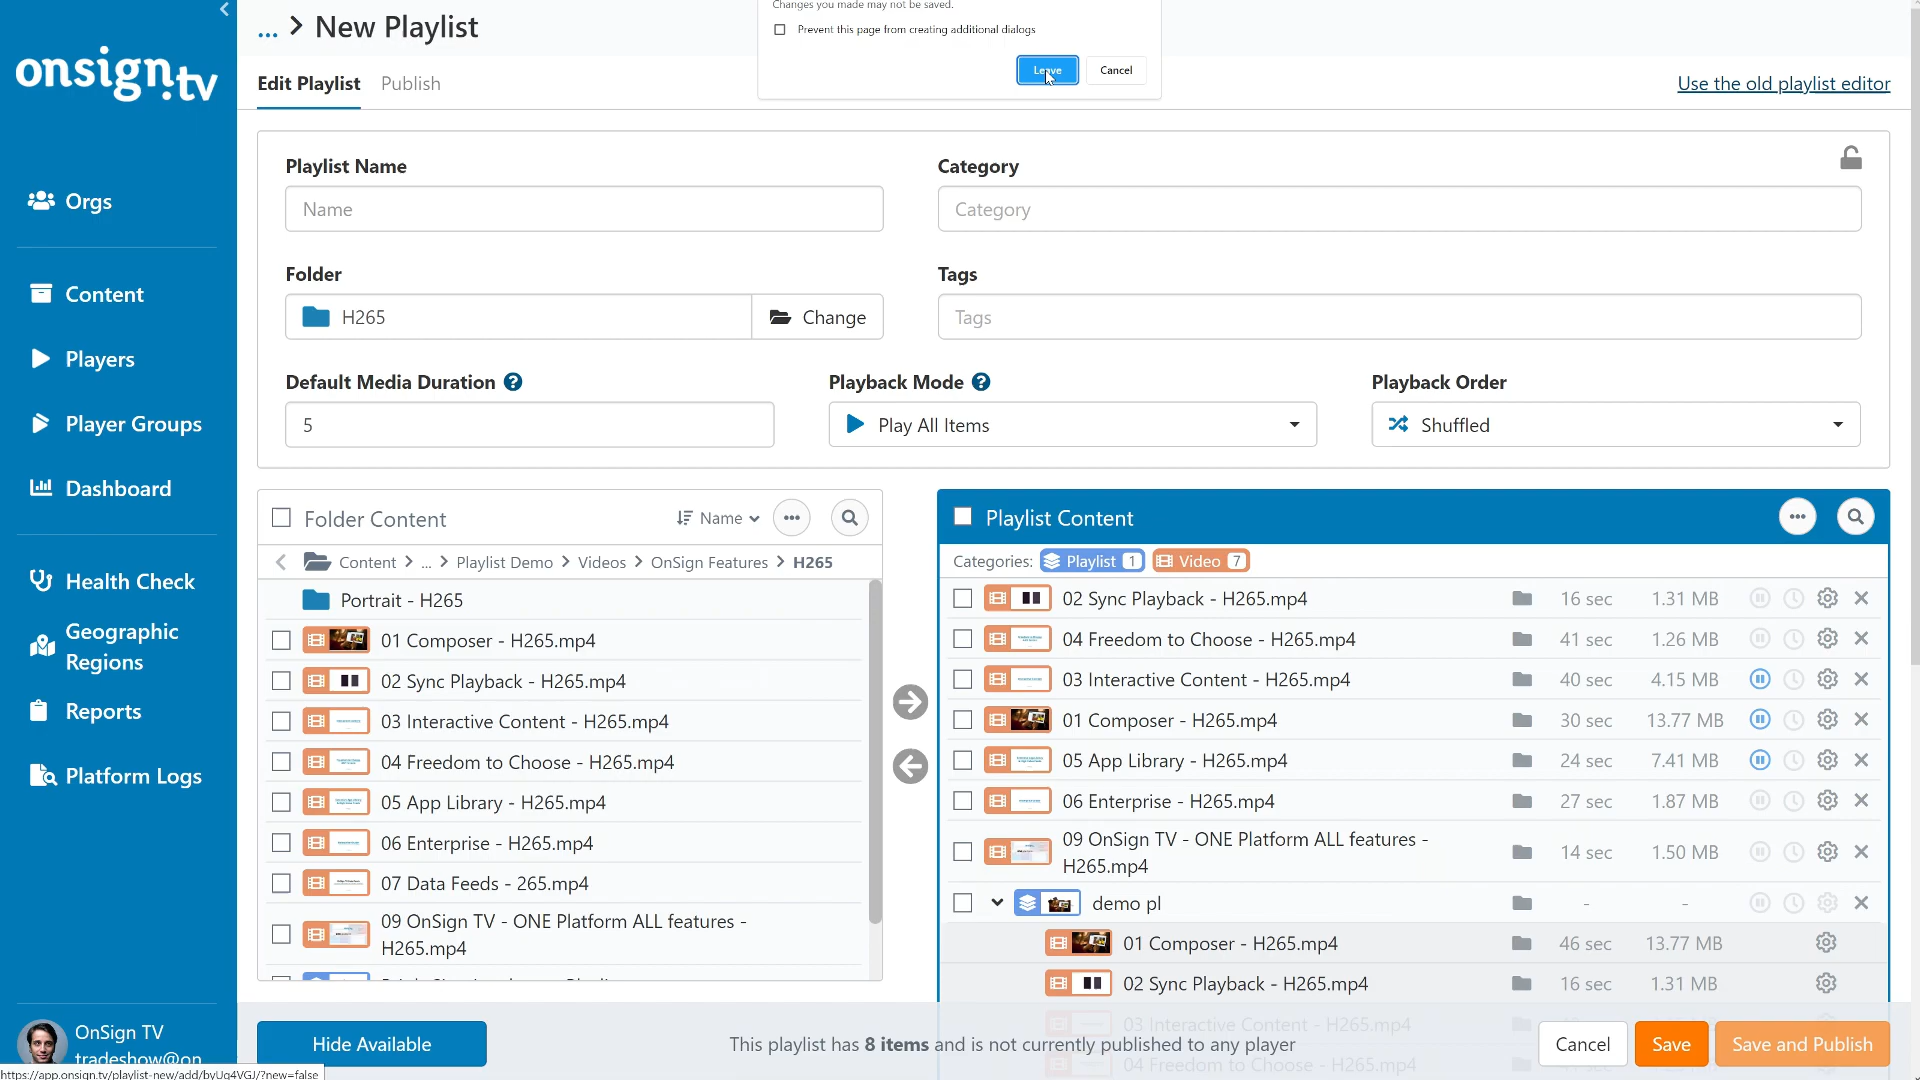 onsign.tv
Orgs
Content
Players
Player Groups
Dashboard
Health Check
Geographic
Regions
Reports
Platform Logs
OnSign TV
tradeshow@on
https://app.onsign.tv/playlist-new/add/byUq4VGJ/?new=false
... > New Playlist
Changes you made may not be saved.
Prevent this page from creating additional dialogs
Leave
Cancel
Edit Playlist
Publish
Use the old playlist editor
Playlist Name
Name
Category
Category
Folder
H265
Change
Tags
Tags
Default Media Duration ?
5
Playback Mode ?
Play All Items
Playback Order
Shuffled
Folder Content
Name
Content > ... > Playlist Demo > Videos > OnSign Features > H265
Portrait - H265
01 Composer - H265.mp4
02 Sync Playback - H265.mp4
03 Interactive Content - H265.mp4
04 Freedom to Choose - H265.mp4
05 App Library - H265.mp4
06 Enterprise - H265.mp4
07 Data Feeds - 265.mp4
09 OnSign TV - ONE Platform ALL features -
H265.mp4
Playlist Content
Categories: Playlist 1 Video 7
02 Sync Playback - H265.mp4 16 sec 1.31 MB
04 Freedom to Choose - H265.mp4 41 sec 1.26 MB
03 Interactive Content - H265.mp4 40 sec 4.15 MB
01 Composer - H265.mp4 30 sec 13.77 MB
05 App Library - H265.mp4 24 sec 7.41 MB
06 Enterprise - H265.mp4 27 sec 1.87 MB
09 OnSign TV - ONE Platform ALL features -
H265.mp4 14 sec 1.50 MB
demo pl - -
01 Composer - H265.mp4 46 sec 13.77 MB
02 Sync Playback - H265.mp4 16 sec 1.31 MB
03 Interactive Content - H265.mp4
04 Freedom to Choose - H265.mp4
Hide Available
This playlist has 8 items and is not currently published to any player
Cancel
Save
Save and Publish